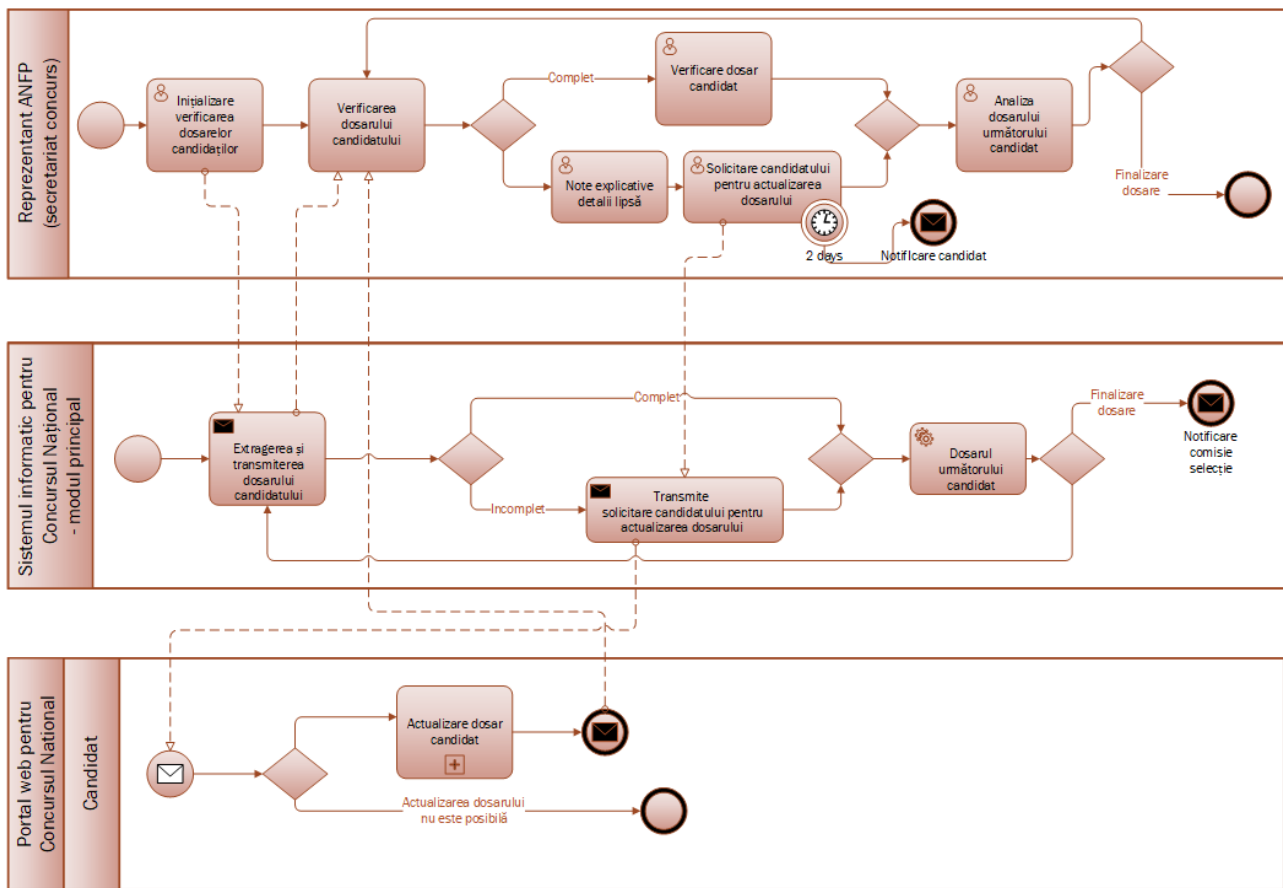 Reprezentant ANFP
(secretariat concurs)
Inițializare
verificarea
dosarelor
candidaților
Verificarea
dosarului
candidatului
Complet
Verificare dosar
candidat
Note explicative
detalii lipsă
Solicitare candidatului
pentru actualizarea
dosarului
2 days
Notificare candidat
Analiza
dosarului
următorului
candidat
Finalizare
dosare
Sistemul informatic pentru
Concursul Național
- modul principal
Extragerea și
transmiterea
dosarului
candidatului
Complet
Incomplet
Transmite
solicitare candidatului pentru
actualizarea dosarului
Dosarul
următorului
candidat
Finalizare
dosare
Notificare
comisie
selecție
Portal web pentru
Concursul National
Candidat
Actualizare dosar
candidat
Actualizarea dosarului
nu este posibilă